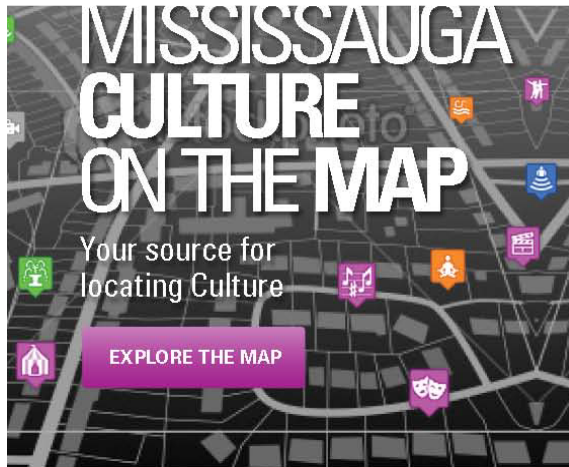 MISSISSAUGA
CULTURE
ON THE MAP
Your source for
locating Culture
EXPLORE THE MAP